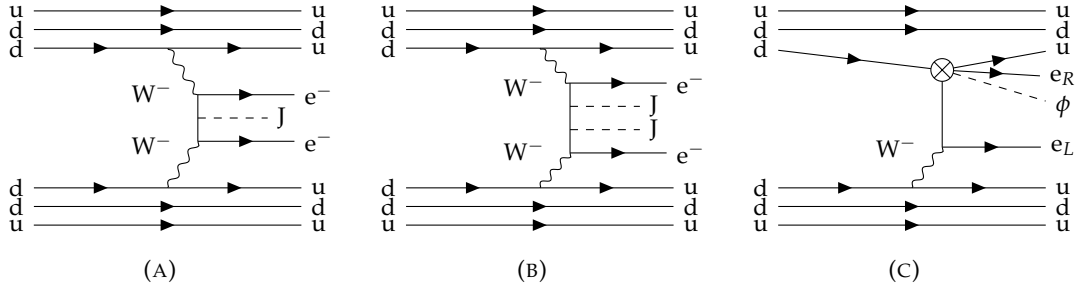 u u u u u u
d d d d d d
d u d u d u
e_R
W⁻ e⁻ W⁻ e⁻ ϕ
J J
J
W⁻ e⁻ W⁻ e⁻ W⁻ e_L
d u d u d u
d d d d d d
u u u u u u
(A) (B) (C)